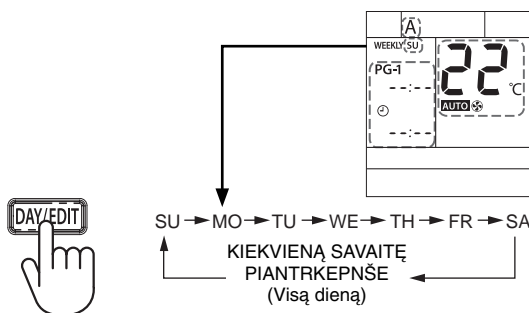 A
WEEKLY SU
PG-1
--:--
22 °C
AUTO
--:--
DAY/EDIT
SU MO TU WE TH FR SA
KIEKVIENĄ SAVAITĘ
PIANTRKEPNŠE
(Visą dieną)